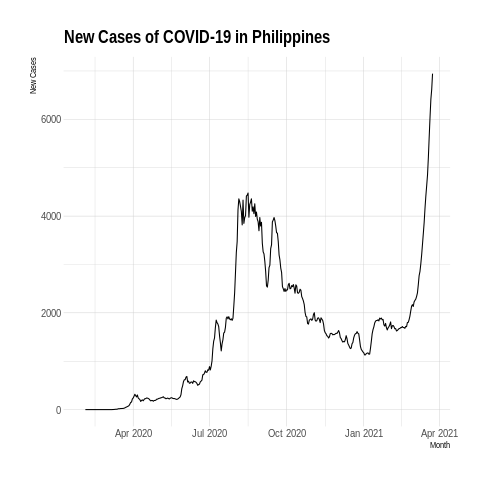 New Cases of COVID-19 in Philippines
New Cases
6000
4000
2000
0
Apr 2020 Jul 2020 Oct 2020 Jan 2021 Apr 2021
Month